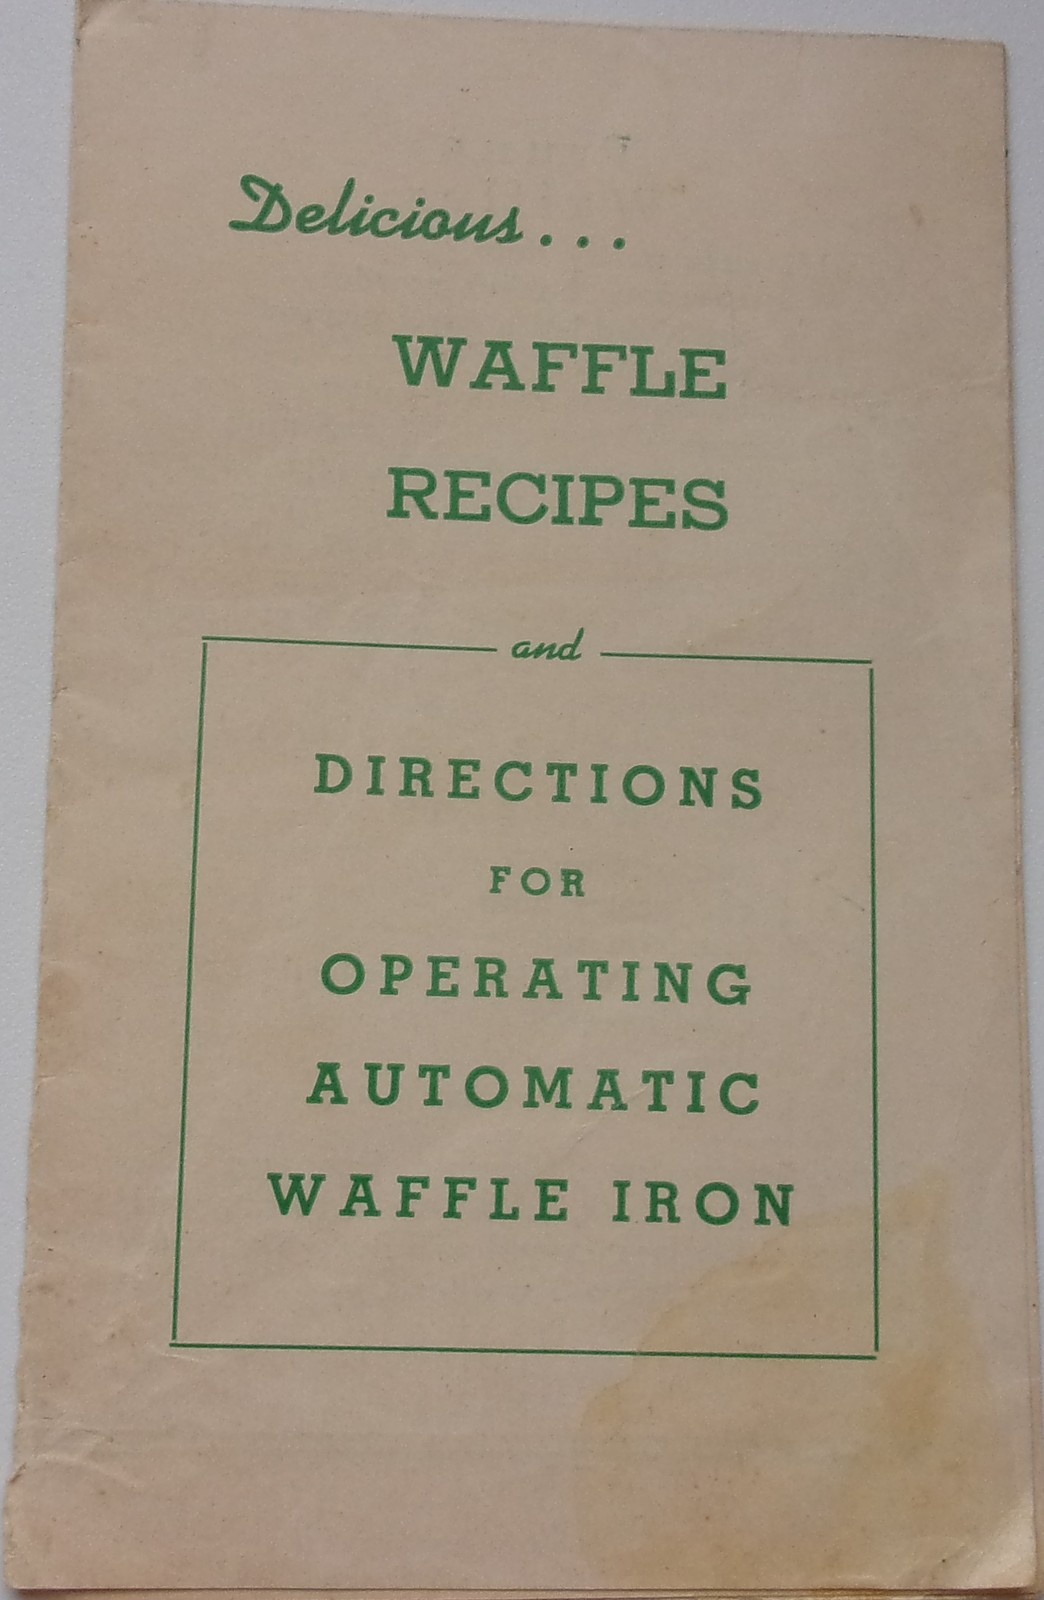 Delicious...
WAFFLE
RECIPES
and
DIRECTIONS
FOR
OPERATING
AUTOMATIC
WAFFLE IRON